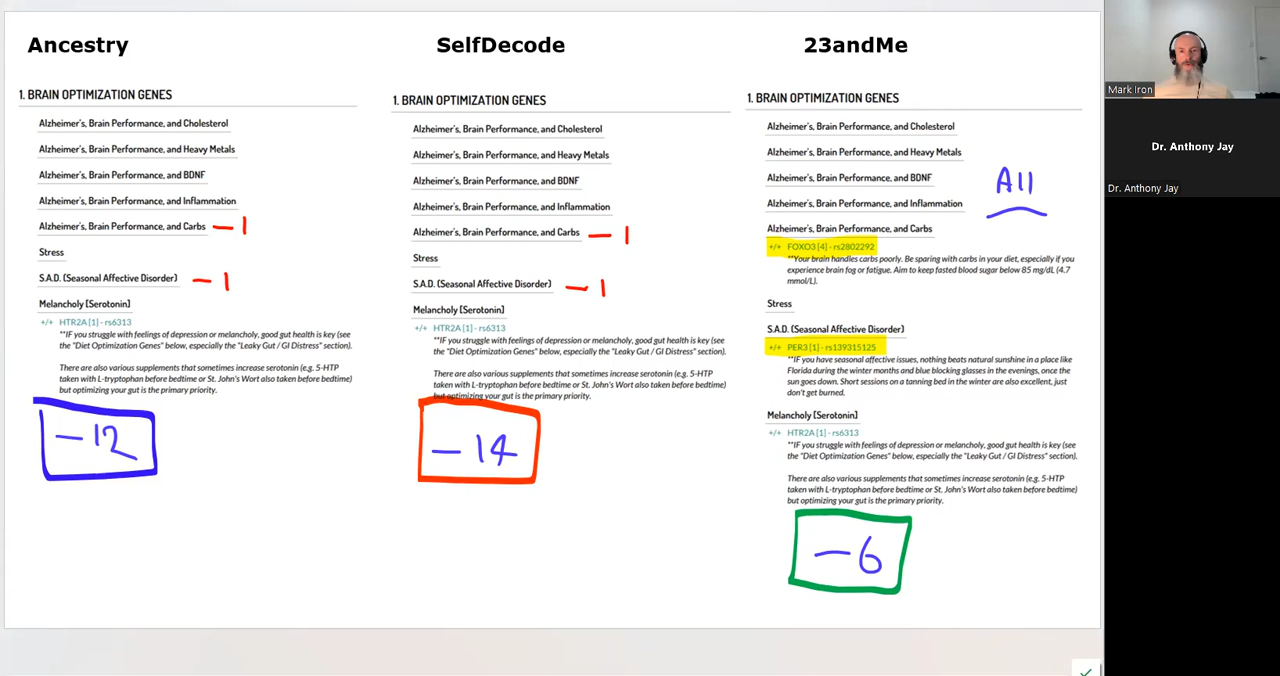 Ancestry
1. BRAIN OPTIMIZATION GENES
Alzheimer's, Brain Performance, and Cholesterol
Alzheimer's, Brain Performance, and Heavy Metals
Alzheimer's, Brain Performance, and BDNF
Alzheimer's, Brain Performance, and Inflammation
Alzheimer's, Brain Performance, and Carbs – 1
Stress
S.A.D. (Seasonal Affective Disorder) – 1
Melancholy [Serotonin]
+/+ HTR2A [1] - rs6313
**IF you struggle with feelings of depression or melancholy, good gut health is key (see
the "Diet Optimization Genes" below, especially the "Leaky Gut / GI Distress" section).
There are also various supplements that sometimes increase serotonin (e.g. 5-HTP
taken with L-tryptophan before bedtime or St. John's Wort also taken before bedtime)
but optimizing your gut is the primary priority.
– 12
SelfDecode
1. BRAIN OPTIMIZATION GENES
Alzheimer's, Brain Performance, and Cholesterol
Alzheimer's, Brain Performance, and Heavy Metals
Alzheimer's, Brain Performance, and BDNF
Alzheimer's, Brain Performance, and Inflammation
Alzheimer's, Brain Performance, and Carbs – 1
Stress
S.A.D. (Seasonal Affective Disorder) – 1
Melancholy [Serotonin]
+/+ HTR2A [1] - rs6313
**IF you struggle with feelings of depression or melancholy, good gut health is key (see
the "Diet Optimization Genes" below, especially the "Leaky Gut / GI Distress" section).
There are also various supplements that sometimes increase serotonin (e.g. 5-HTP
taken with L-tryptophan before bedtime or St. John's Wort also taken before bedtime)
but optimizing your gut is the primary priority.
– 14
23andMe
1. BRAIN OPTIMIZATION GENES
Alzheimer's, Brain Performance, and Cholesterol
Alzheimer's, Brain Performance, and Heavy Metals
Alzheimer's, Brain Performance, and BDNF
All
Alzheimer's, Brain Performance, and Inflammation
Alzheimer's, Brain Performance, and Carbs
+/+ FOXO3 [4] - rs2802292
**Your brain handles carbs poorly. Be sparing with carbs in your diet, especially if you
experience brain fog or fatigue. Aim to keep fasted blood sugar below 85 mg/dL (4.7
mmol/L).
Stress
S.A.D. (Seasonal Affective Disorder)
+/+ PER3 [1] - rs139315125
**IF you have seasonal affective issues, nothing beats natural sunshine in a place like
Florida during the winter months and blue blocking glasses in the evenings, once the
sun goes down. Short sessions on a tanning bed in the winter are also excellent, just
don't get burned.
Melancholy [Serotonin]
+/+ HTR2A [1] - rs6313
**IF you struggle with feelings of depression or melancholy, good gut health is key (see
the "Diet Optimization Genes" below, especially the "Leaky Gut / GI Distress" section).
There are also various supplements that sometimes increase serotonin (e.g. 5-HTP
taken with L-tryptophan before bedtime or St. John's Wort also taken before bedtime)
but optimizing your gut is the primary priority.
– 6
Mark Iron
Dr. Anthony Jay
Dr. Anthony Jay